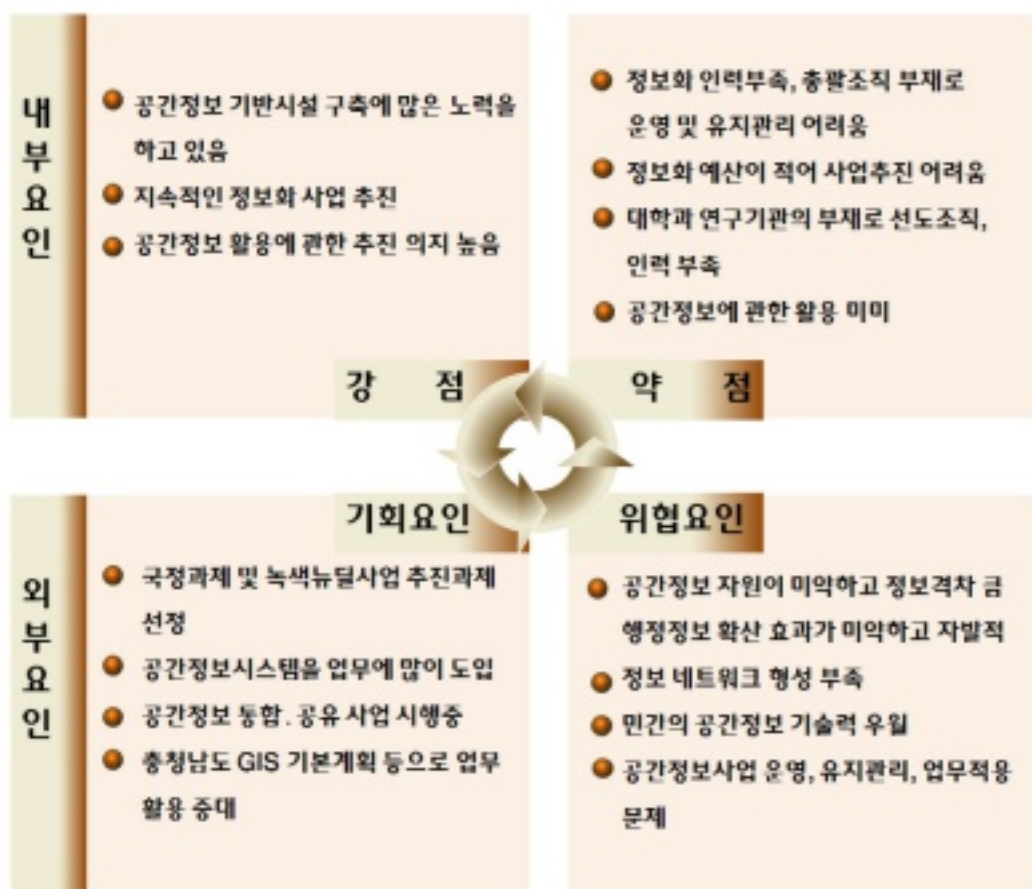 내부요인
공간정보 기반시설 구축에 많은 노력을
하고 있음
지속적인 정보화 사업 추진
공간정보 활용에 관한 추진 의지 높음
강 점
정보화 인력부족, 총괄조직 부재로
운영 및 유지관리 어려움
정보화 예산이 적어 사업추진 어려움
대학과 연구기관의 부재로 선도조직,
인력 부족
공간정보에 관한 활용 미미
약 점
외부요인
기회요인
국정과제 및 녹색뉴딜사업 추진과제
선정
공간정보시스템을 업무에 많이 도입
공간정보 통합.공유 사업 시행중
충청남도 GIS 기본계획 등으로 업무
활용 증대
위협요인
공간정보 자원이 미약하고 정보격차 금
행정정보 확산 효과가 미약하고 자발적
정보 네트워크 형성 부족
민간의 공간정보 기술력 우월
공간정보사업 운영, 유지관리, 업무적용
문제